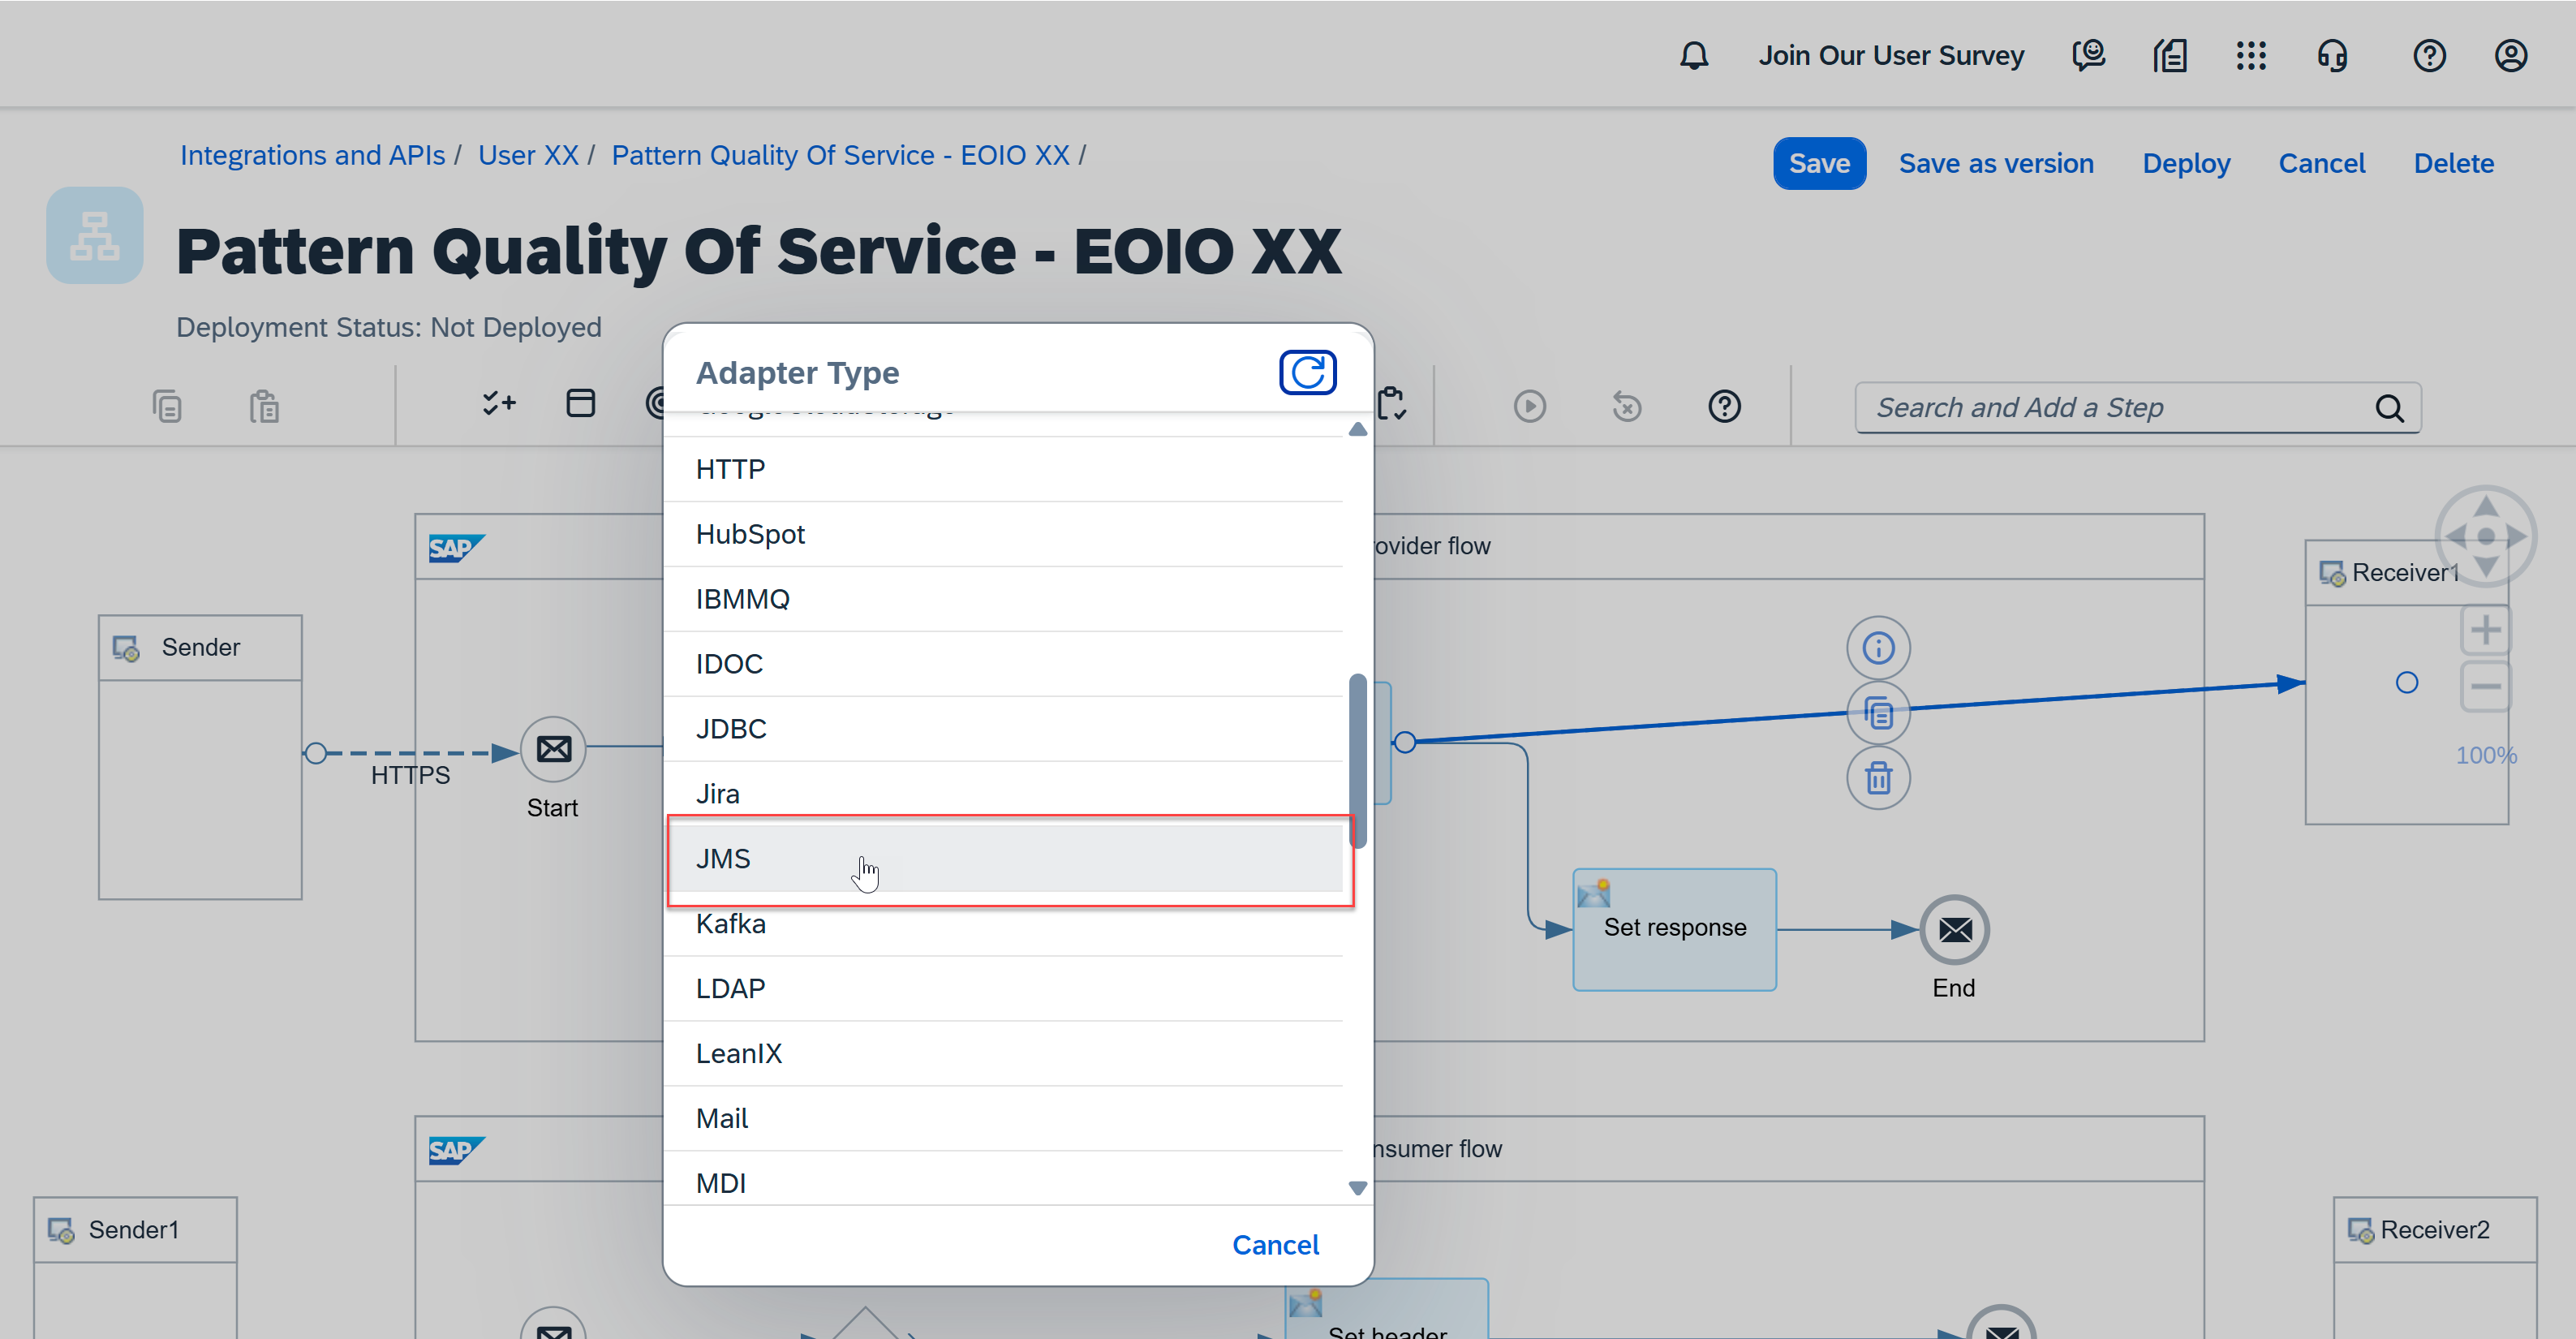 Join Our User Survey
Integrations and APIs / User XX / Pattern Quality Of Service - EOIO XX /
Save Save as version Deploy Cancel Delete
Pattern Quality Of Service - EOIO XX
Deployment Status: Not Deployed
Search and Add a Step
Adapter Type
HTTP
HubSpot
IBMMQ
IDOC
JDBC
Jira
JMS
Kafka
LDAP
LeanIX
Mail
MDI
Cancel
SAP
ovider flow
Sender
HTTPS
Start
Receiver1
100%
Set response
End
SAP
nsumer flow
Sender1
Receiver2
Set header